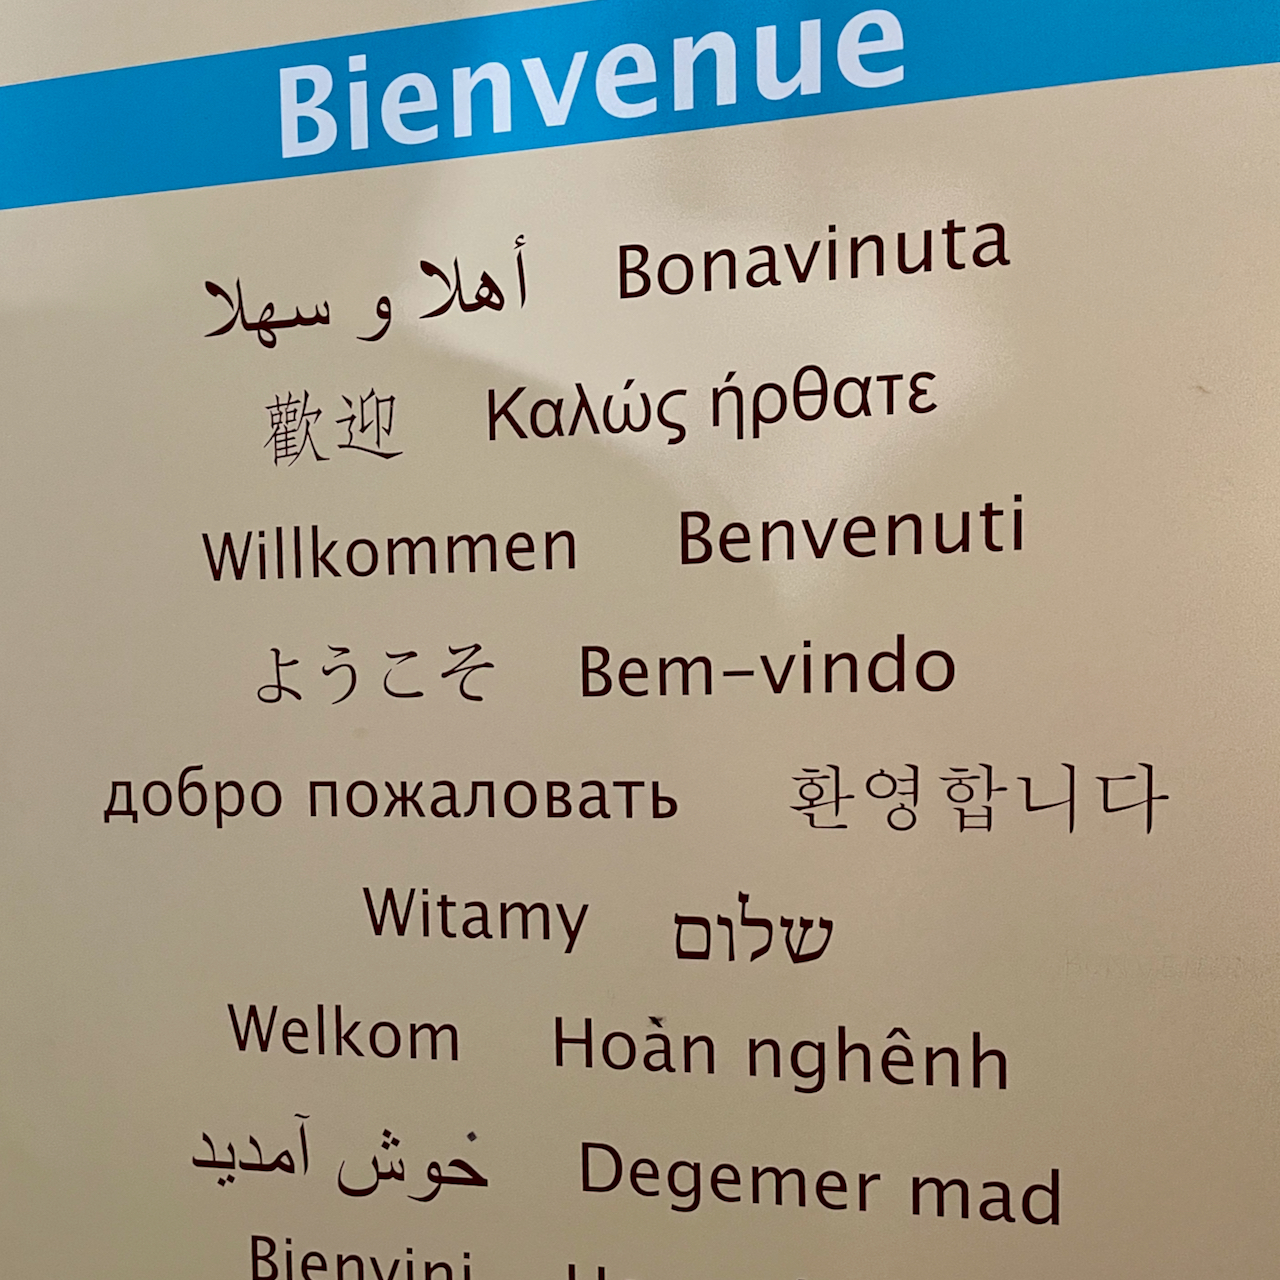 Bienvenue
أهلا و سهلا Bonavinuta
歡迎 Καλώς ήρθατε
Willkommen Benvenuti
ようこそ Bem-vindo
добро пожаловать 환영합니다
Witamy שלום
Welkom Hoàn nghênh
خوش آمدید Degemer mad
Bienvini